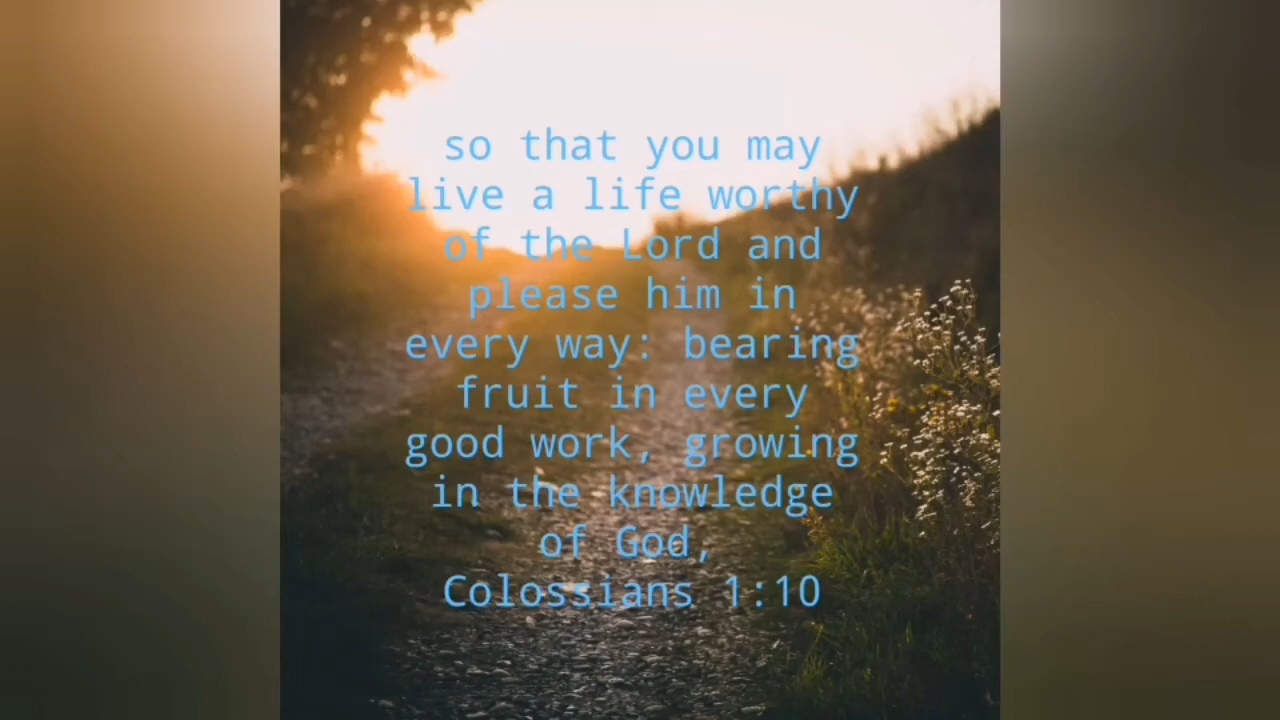 so that you may
live a life worthy
of the Lord and
please him in
every way: bearing
fruit in every
good work, growing
in the knowledge
of God,
Colossians 1:10